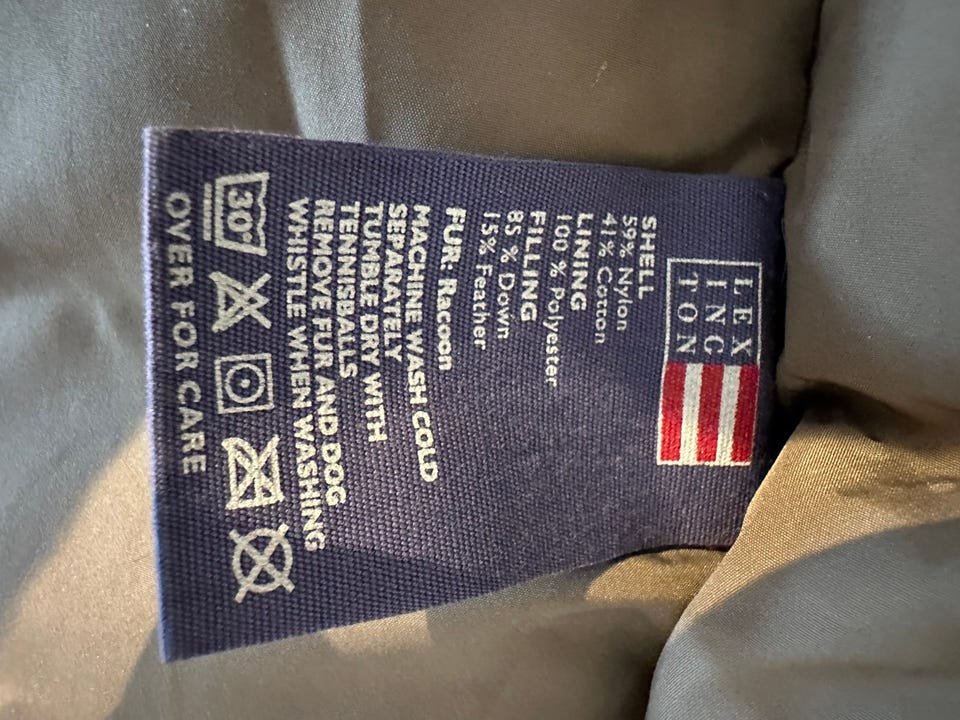 LEX
ING
TON
SHELL
59% Nylon
41% Cotton
LINING
100 % Polyester
FILLING
85 % Down
15% Feather
FUR: Racoon
MACHINE WASH COLD
SEPARATELY
TUMBLE DRY WITH
TENNISBALLS
REMOVE FUR AND DOG
WHISTLE WHEN WASHING
30°
OVER FOR CARE